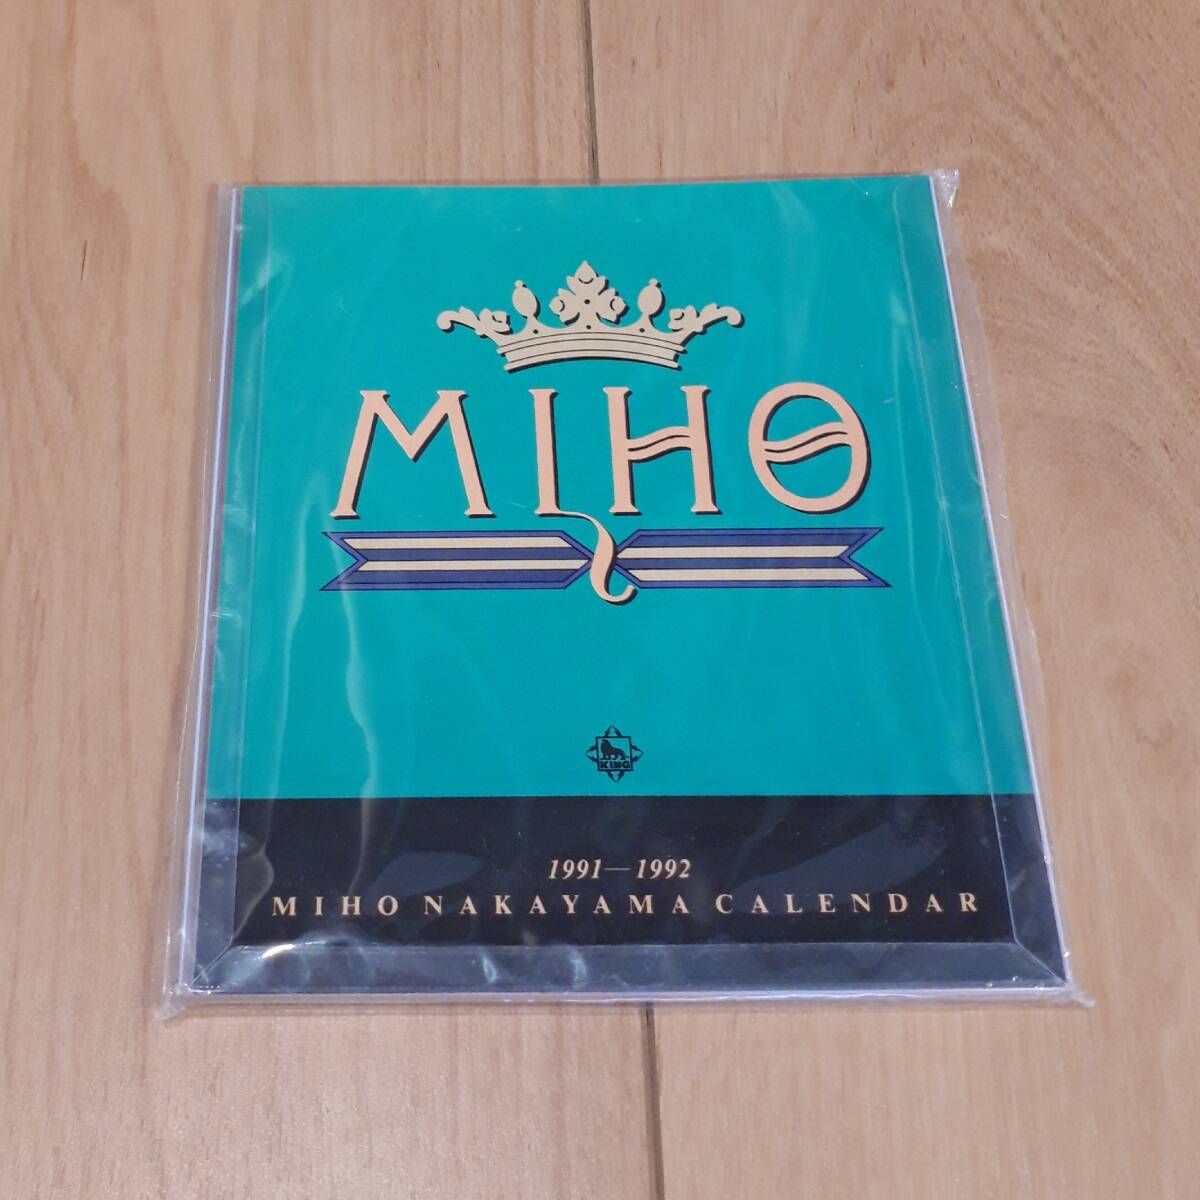 MIHO
KING
1991—1992
MIHO NAKAYAMA CALENDAR